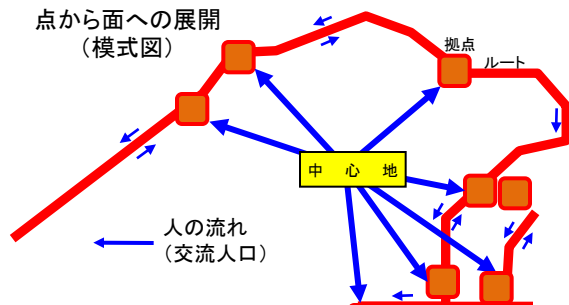 点から面への展開
（模式図）
拠点
ルート
中　心　地
人の流れ
（交流人口）